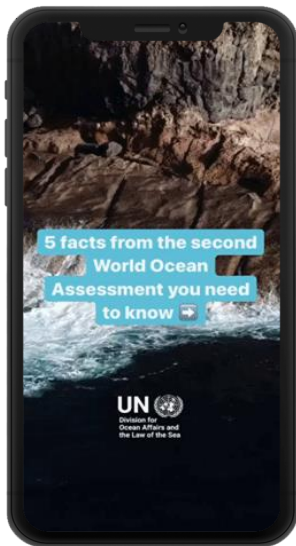 5 facts from the second
World Ocean
Assessment you need
to know ➡️
UN
Division for
Ocean Affairs and
the Law of the Sea